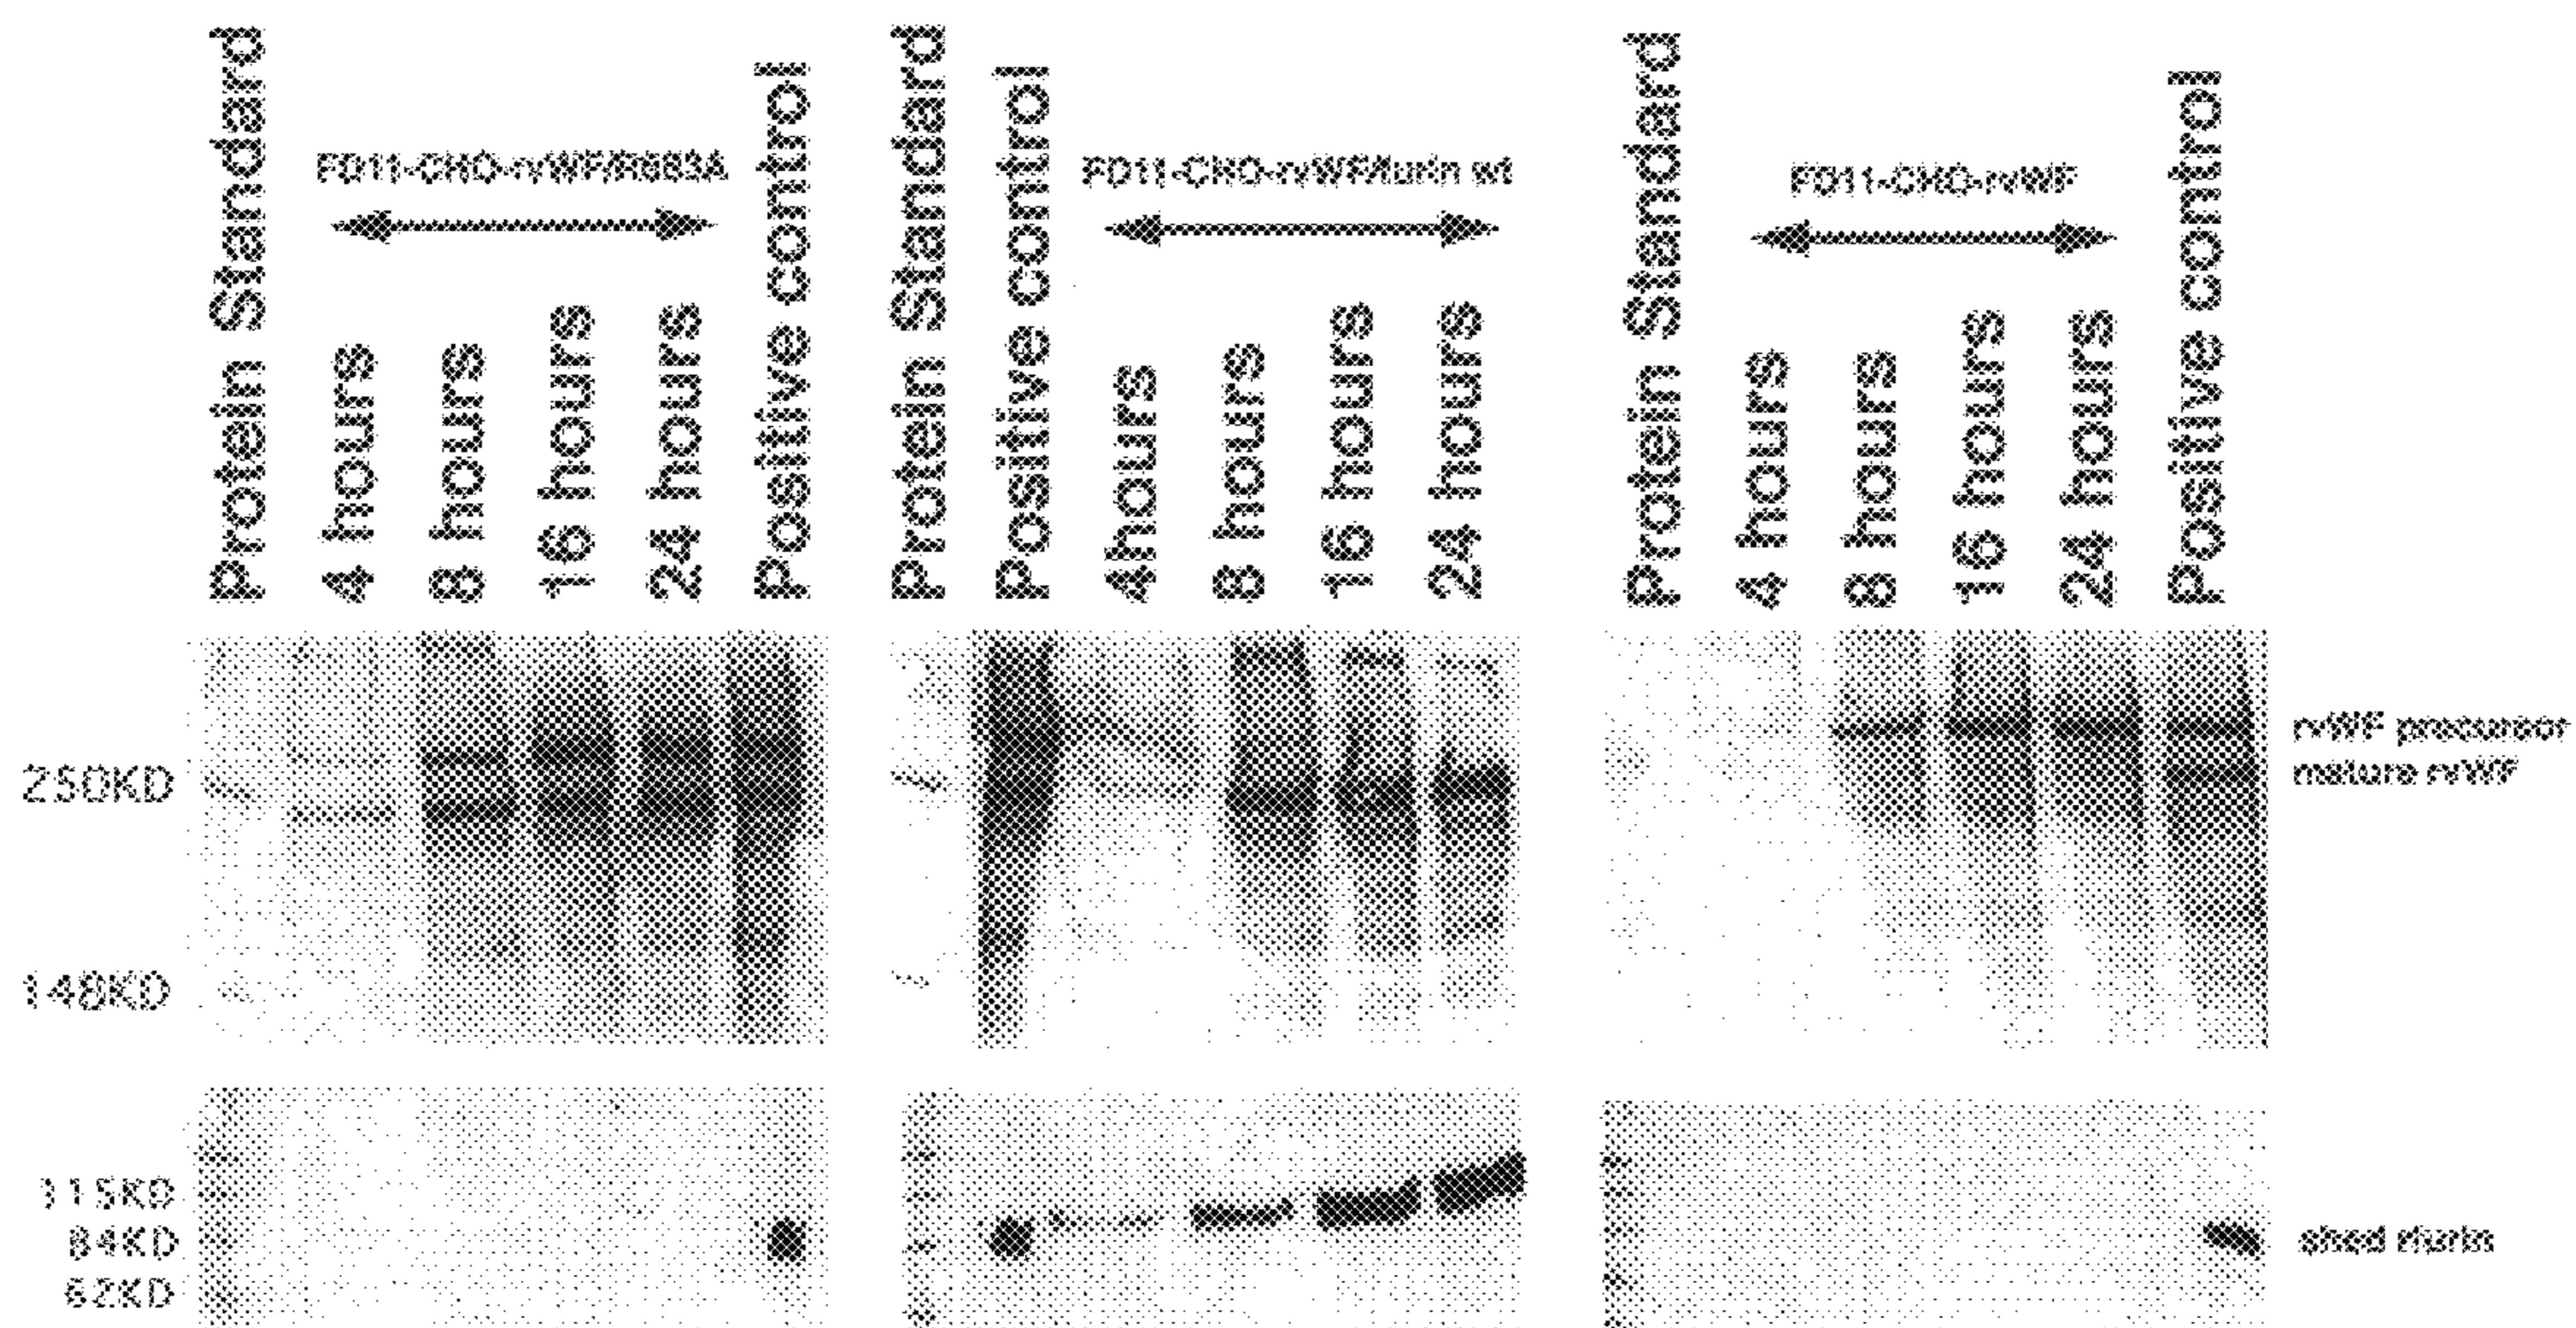 Protein Standard
FD11-CHO-rvWF/R683A
4 hours
8 hours
16 hours
24 hours
Positive control
Protein Standard
Positive control
FD11-CHO-rvWF/furin wt
4hours
8 hours
16 hours
24 hours
Protein Standard
FD11-CHO-rvWF
4 hours
8 hours
16 hours
24 hours
Positive control
250KD
148KD
rvWF precursor
mature rvWF
115KD
84KD
62KD
shed rfurin